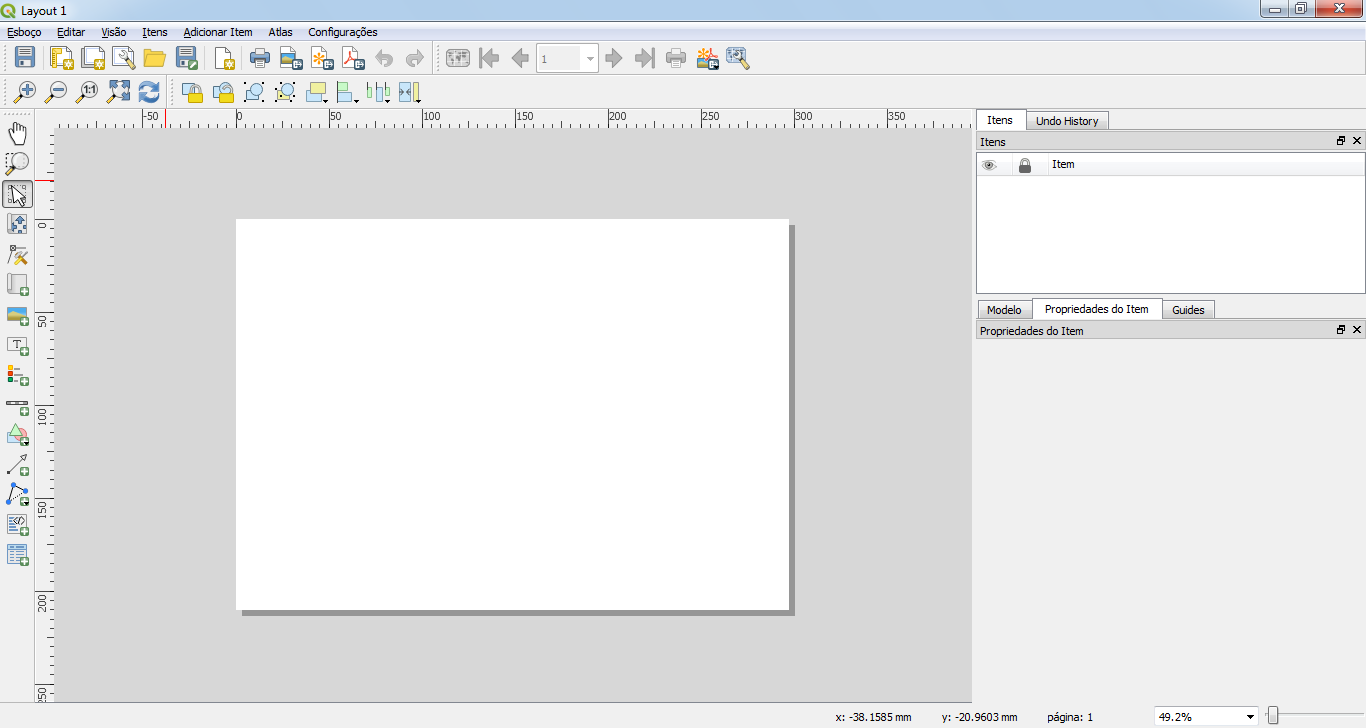 Layout 1
Esboço Editar Visão Itens Adicionar Item Atlas Configurações
1
1:1
-50 0 50 100 150 200 250 300 350
0
50
100
150
200
250
T
Itens Undo History
Itens
Item
Modelo Propriedades do Item Guides
Propriedades do Item
x: -38.1585 mm y: -20.9603 mm página: 1 49.2%